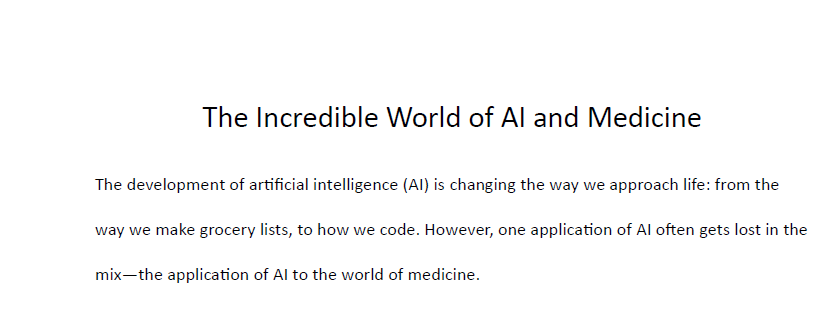 The Incredible World of AI and Medicine
The development of artificial intelligence (AI) is changing the way we approach life: from the
way we make grocery lists, to how we code. However, one application of AI often gets lost in the
mix—the application of AI to the world of medicine.